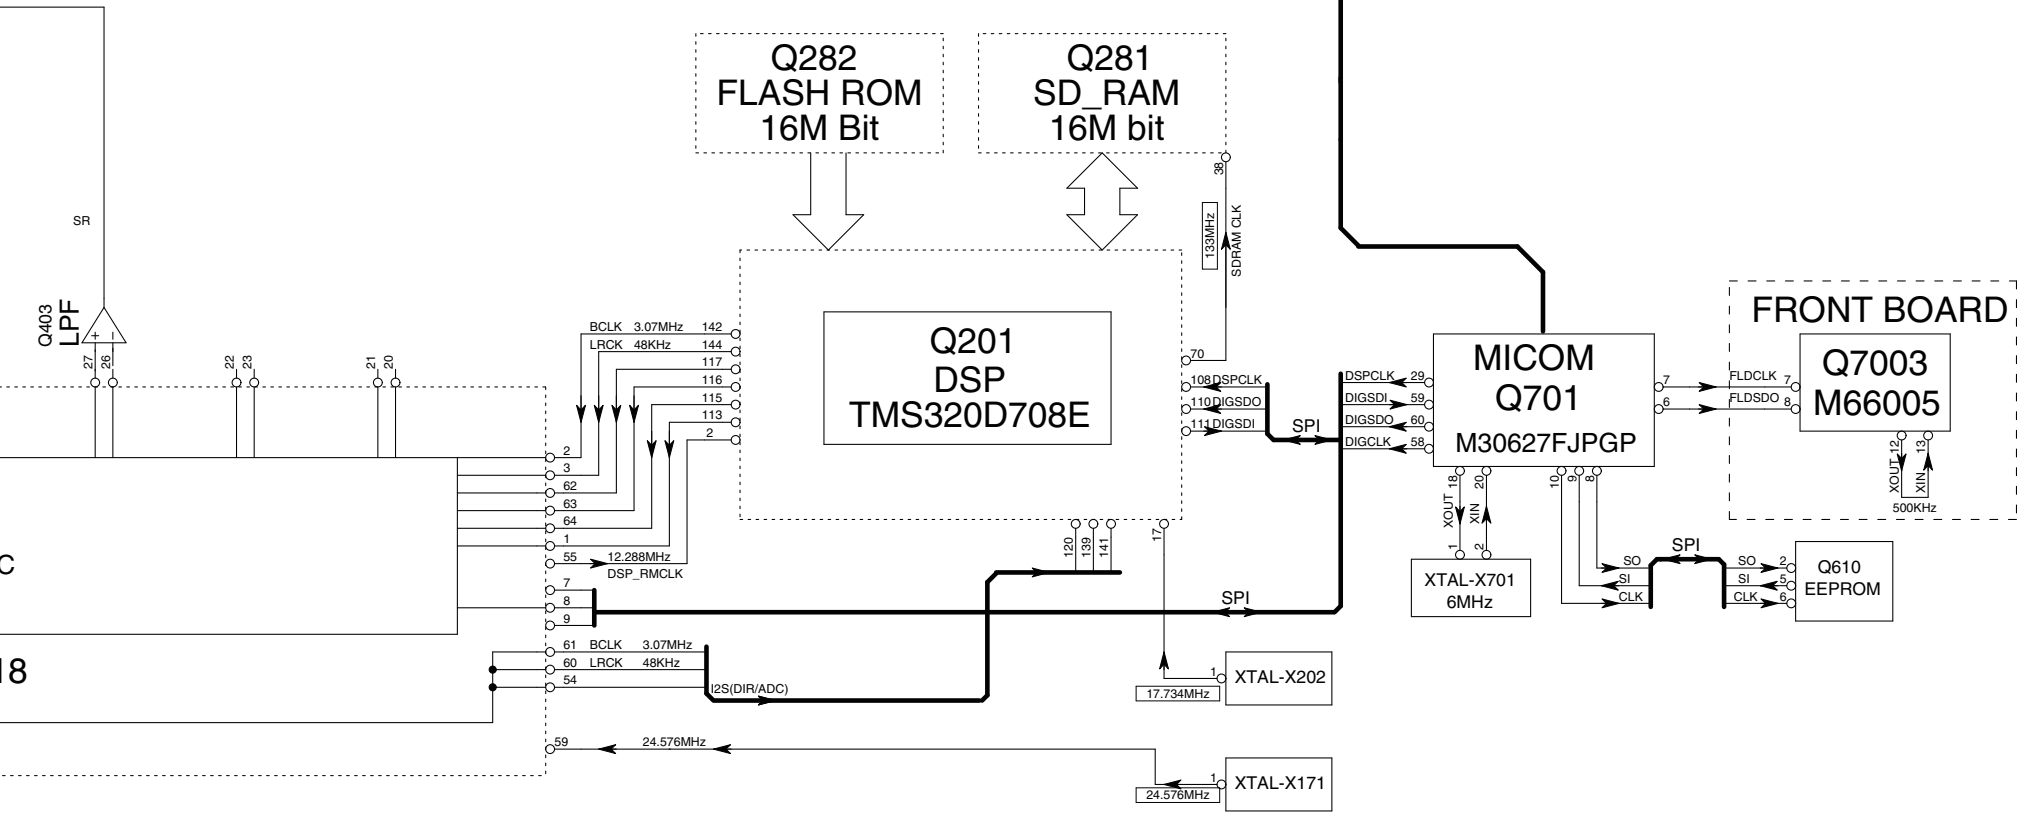 Q282
FLASH ROM
16M Bit
Q281
SD_RAM
16M bit
38
133MHz
SDRAM CLK
SR
Q403
LPF
+ -
27 26
22 23
21 20
BCLK 3.07MHz 142
LRCK 48KHz 144
117
116
115
113
2
Q201
DSP
TMS320D708E
70
108 DSPCLK
110 DIGSDO
111 DIGSDI
SPI
DSPCLK 29
DIGSDI 59
DIGSDO 60
DIGCLK 58
MICOM
Q701
M30627FJPGP
7 FLDCLK 7
6 FLDSDO 8
FRONT BOARD
Q7003
M66005
XOUT 12
XIN 13
500KHz
2
3
62
63
64
1
55 12.288MHz
DSP_RMCLK
7
8
9
C
18
120 139 141
17
XOUT 18
XIN 20
10 9 8
1 2
XTAL-X701
6MHz
SO
SI
CLK
SPI
SO 2
SI 5
CLK 6
Q610
EEPROM
SPI
61 BCLK 3.07MHz
60 LRCK 48KHz
54
I2S(DIR/ADC)
1 XTAL-X202
17.734MHz
59 24.576MHz
1 XTAL-X171
24.576MHz